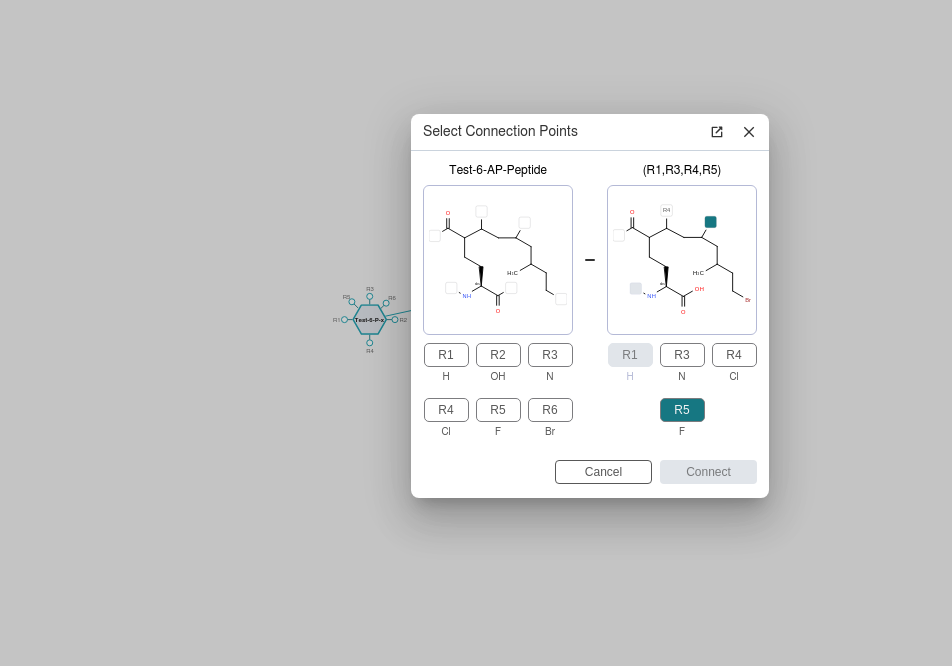 Select Connection Points
Test-6-AP-Peptide
(R1,R3,R4,R5)
O
H₃C
NH
O
–
O
R4
H₃C
NH
OH
O
Br
R1 R2 R3
H OH N
R4 R5 R6
Cl F Br
R1 R3 R4
H N Cl
R5
F
Cancel Connect
R3
R5 R6
R1 Test-6-P-x R2
R4